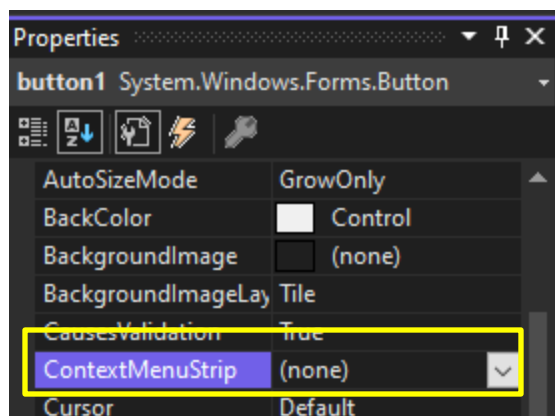 Properties
button1 System.Windows.Forms.Button
AutoSizeMode GrowOnly
BackColor Control
BackgroundImage (none)
BackgroundImageLay Tile
CausesValidation True
ContextMenuStrip (none)
Cursor Default